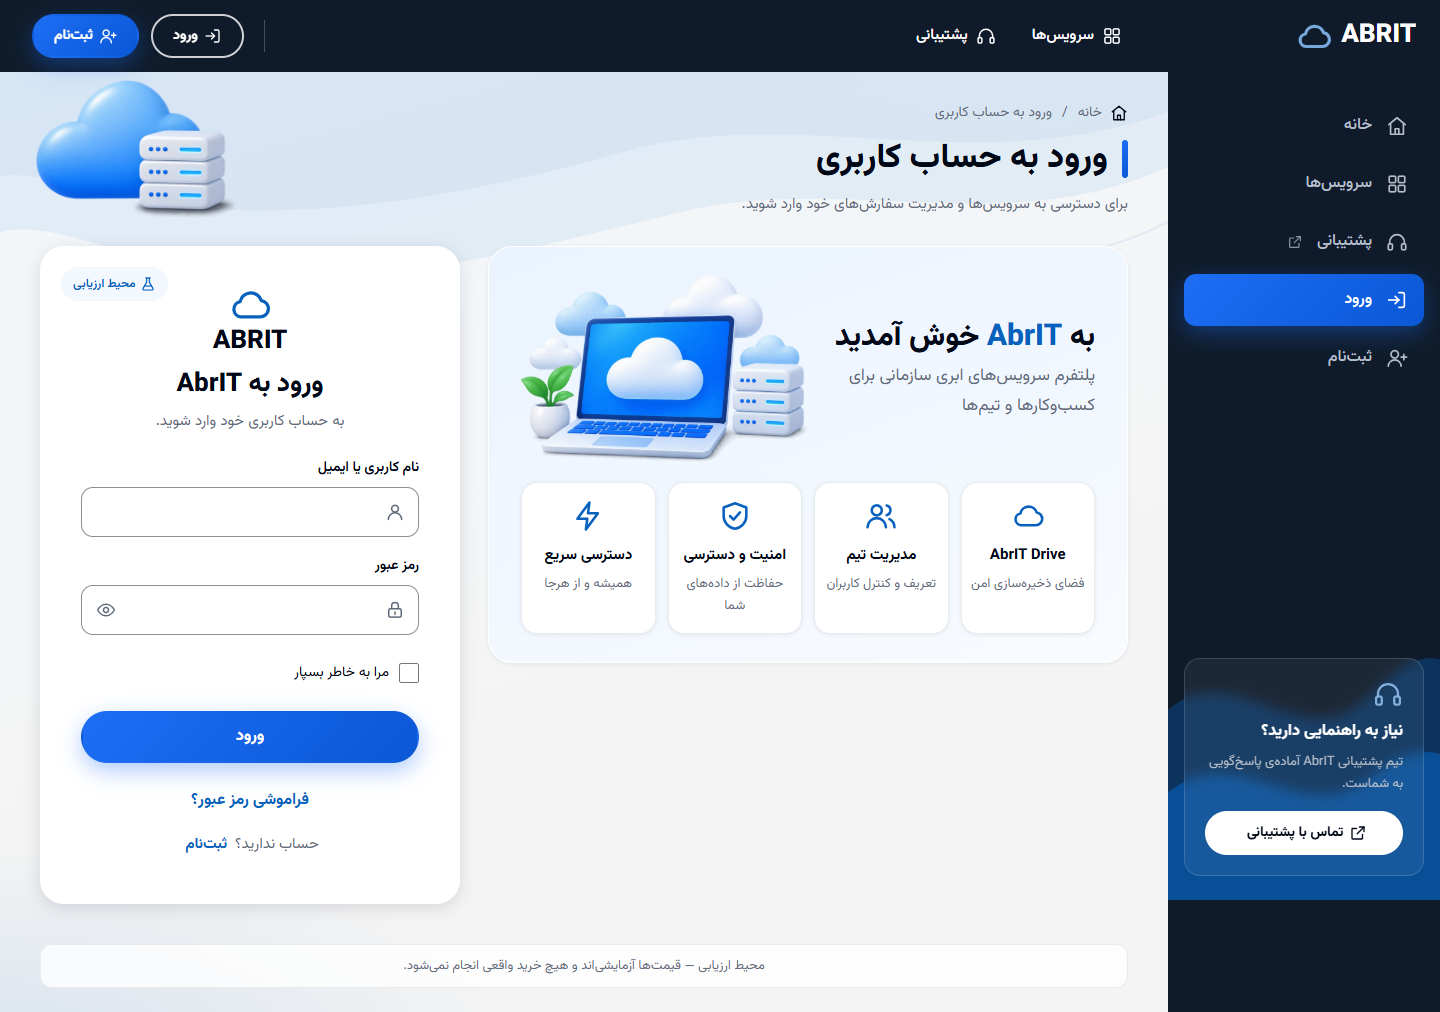 ABRIT
سرویس‌ها
پشتیبانی
ورود
ثبت‌نام
خانه
سرویس‌ها
پشتیبانی
ورود
ثبت‌نام
نیاز به راهنمایی دارید؟
تیم پشتیبانی AbrIT آماده‌ی پاسخ‌گویی
به شماست.
تماس با پشتیبانی
خانه / ورود به حساب کاربری
ورود به حساب کاربری
برای دسترسی به سرویس‌ها و مدیریت سفارش‌های خود وارد شوید.
به AbrIT خوش آمدید
پلتفرم سرویس‌های ابری سازمانی برای
کسب‌وکارها و تیم‌ها
AbrIT Drive
فضای ذخیره‌سازی امن
مدیریت تیم
تعریف و کنترل کاربران
امنیت و دسترسی
حفاظت از داده‌های
شما
دسترسی سریع
همیشه و از هرجا
محیط ارزیابی
ABRIT
ورود به AbrIT
به حساب کاربری خود وارد شوید.
نام کاربری یا ایمیل
رمز عبور
مرا به خاطر بسپار
ورود
فراموشی رمز عبور؟
حساب ندارید؟ ثبت‌نام
محیط ارزیابی — قیمت‌ها آزمایشی‌اند و هیچ خرید واقعی انجام نمی‌شود.